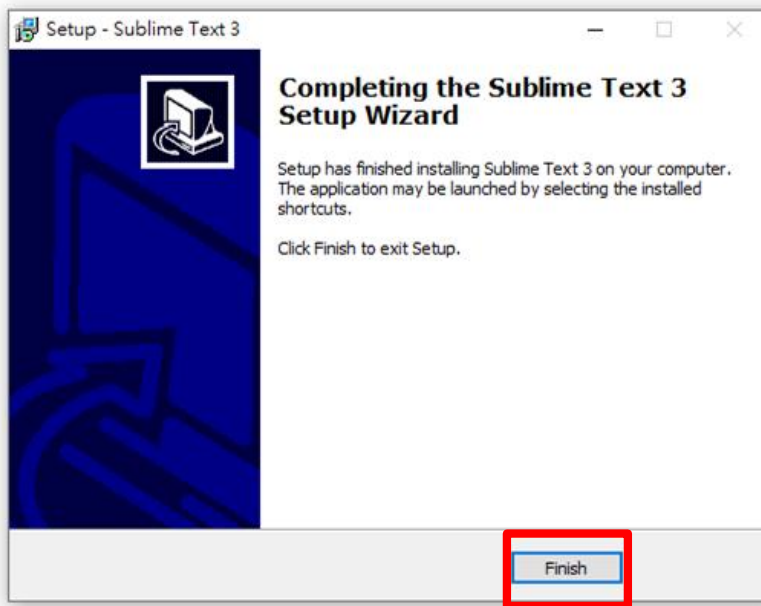 Setup - Sublime Text 3
Completing the Sublime Text 3
Setup Wizard
Setup has finished installing Sublime Text 3 on your computer.
The application may be launched by selecting the installed
shortcuts.
Click Finish to exit Setup.
Finish